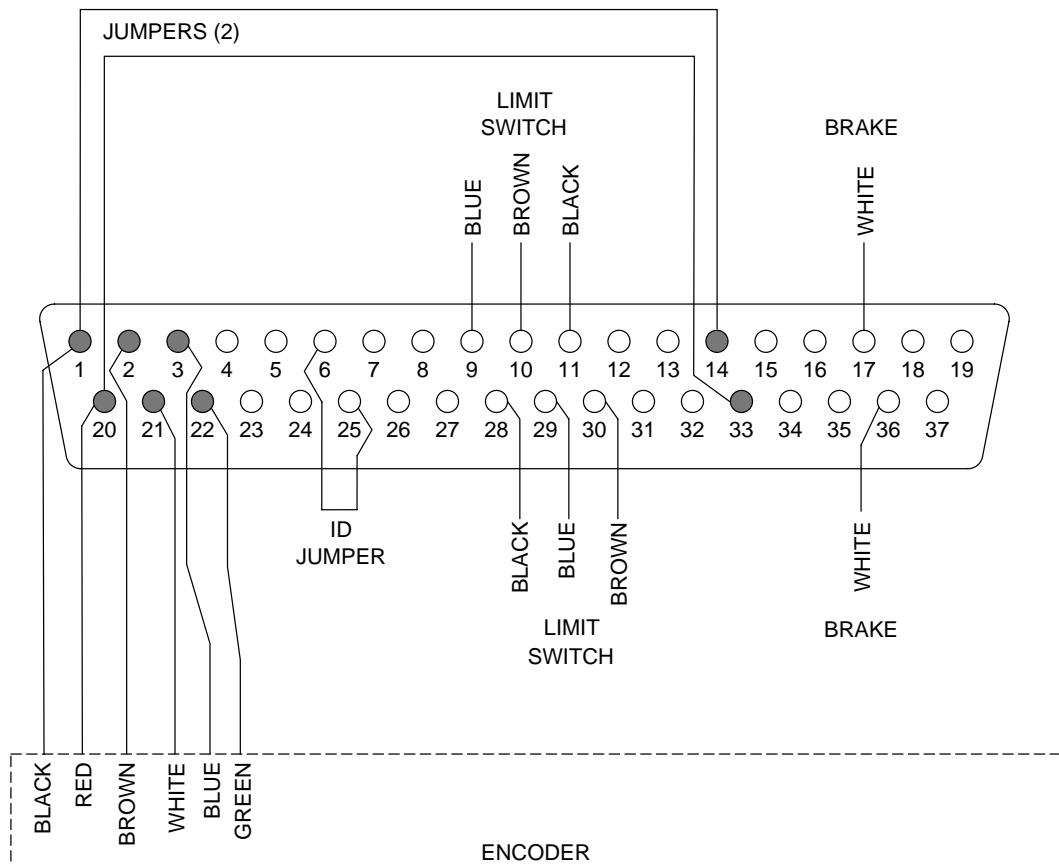 JUMPERS (2)
LIMIT
SWITCH
BRAKE
BLUE
BROWN
BLACK
WHITE
1 2 3 4 5 6 7 8 9 10 11 12 13 14 15 16 17 18 19
20 21 22 23 24 25 26 27 28 29 30 31 32 33 34 35 36 37
ID
JUMPER
BLACK
BLUE
BROWN
WHITE
LIMIT
SWITCH
BRAKE
BLACK
RED
BROWN
WHITE
BLUE
GREEN
ENCODER